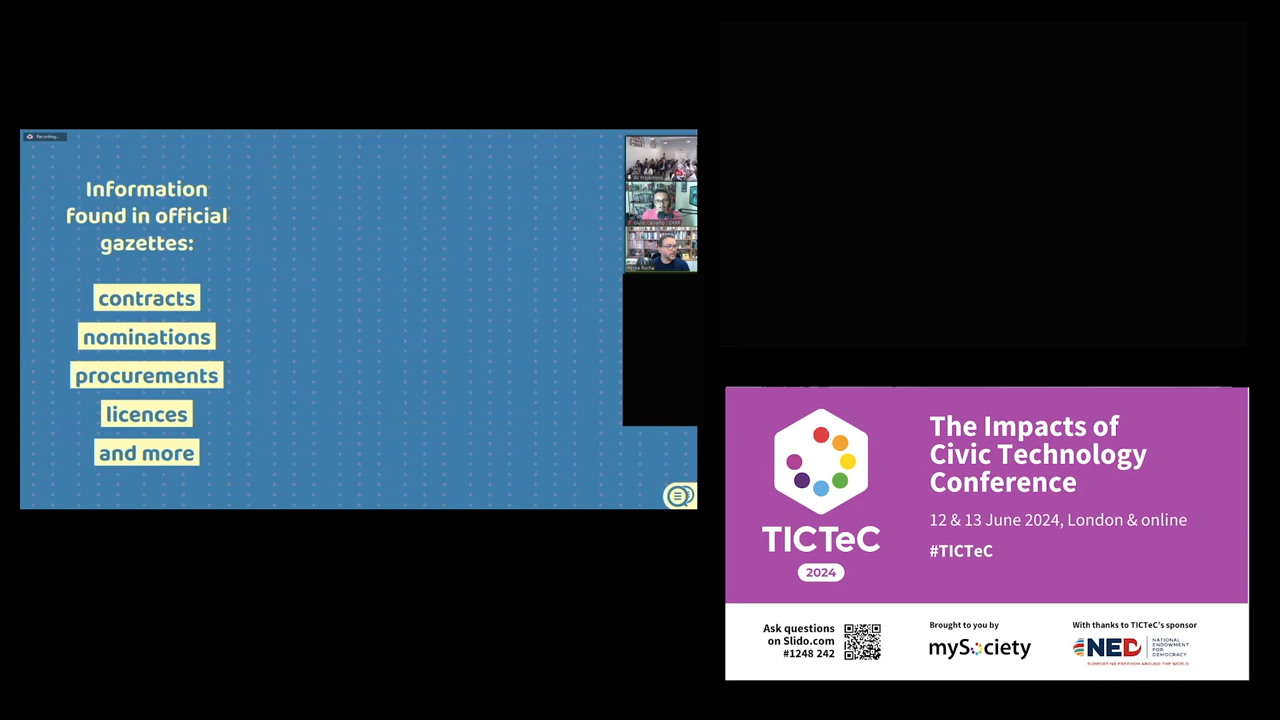 Recording...
Information
found in official
gazettes:
contracts
nominations
procurements
licences
and more
The Impacts of
Civic Technology
Conference
12 & 13 June 2024, London & online
#TICTeC
TICTeC
2024
Ask questions
on Slido.com
#1248 242
Brought to you by
mySociety
With thanks to TICTeC's sponsor
NED
NATIONAL
ENDOWMENT
FOR
DEMOCRACY
SUPPORTING FREEDOM AROUND THE WORLD